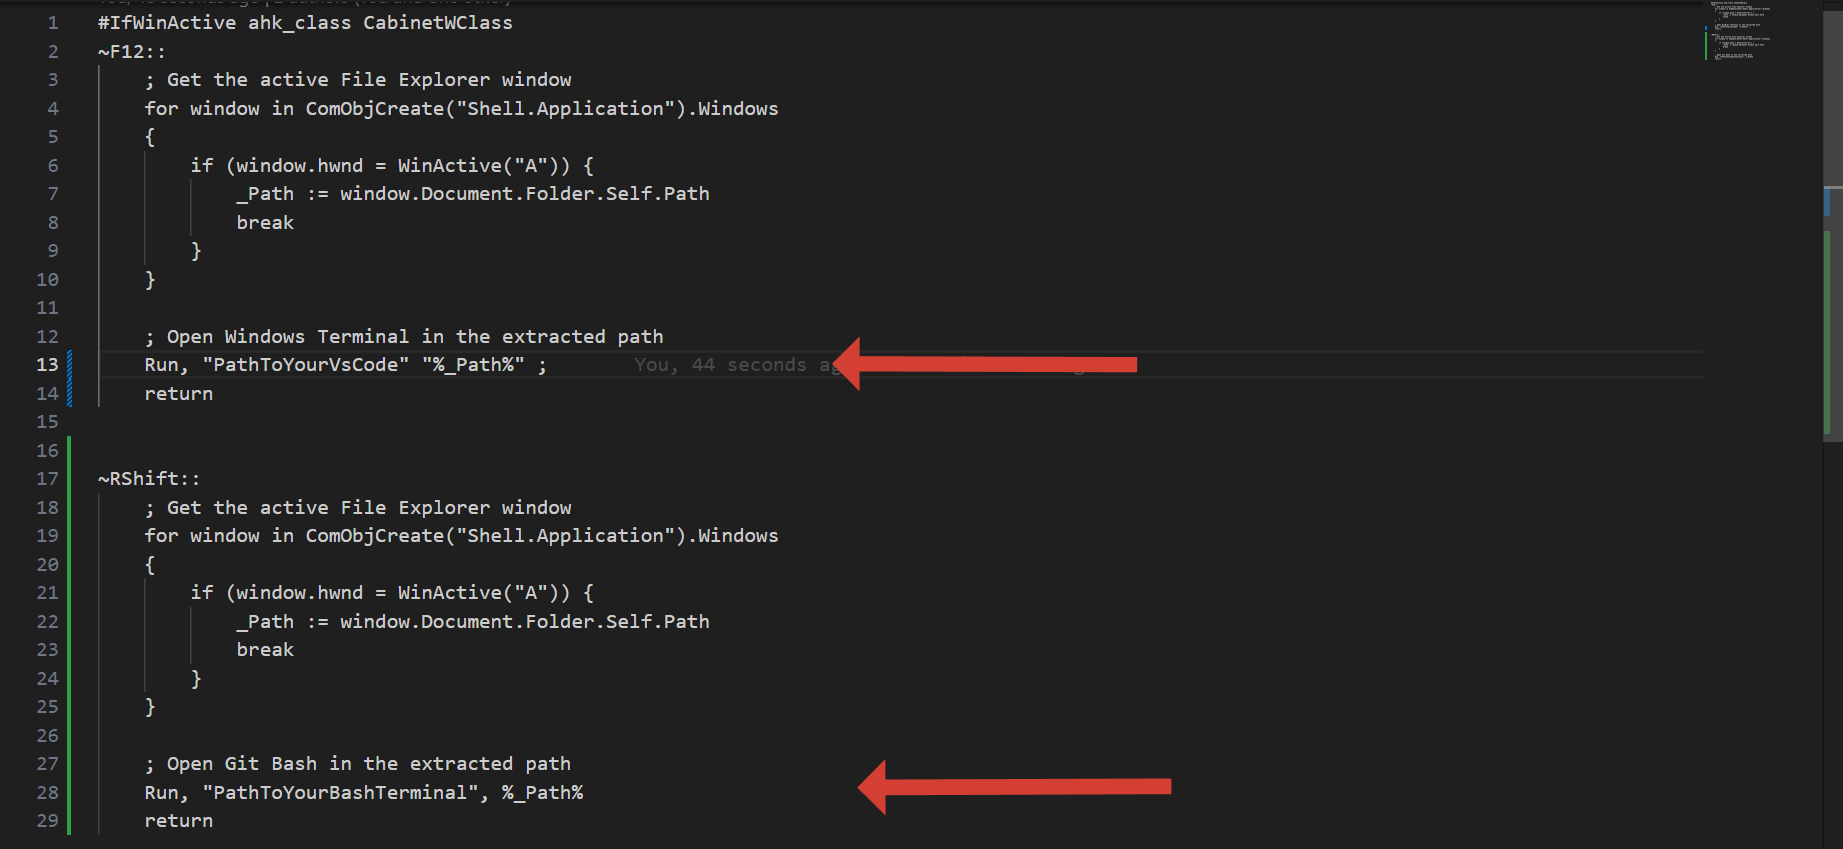 1 #IfWinActive ahk_class CabinetWClass
2 ~F12::
3 ; Get the active File Explorer window
4 for window in ComObjCreate("Shell.Application").Windows
5 {
6 if (window.hwnd = WinActive("A")) {
7 _Path := window.Document.Folder.Self.Path
8 break
9 }
10 }
11
12 ; Open Windows Terminal in the extracted path
13 Run, "PathToYourVsCode" "%_Path%" ; You, 44 seconds
14 return
15
16
17 ~RShift::
18 ; Get the active File Explorer window
19 for window in ComObjCreate("Shell.Application").Windows
20 {
21 if (window.hwnd = WinActive("A")) {
22 _Path := window.Document.Folder.Self.Path
23 break
24 }
25 }
26
27 ; Open Git Bash in the extracted path
28 Run, "PathToYourBashTerminal", %_Path%
29 return